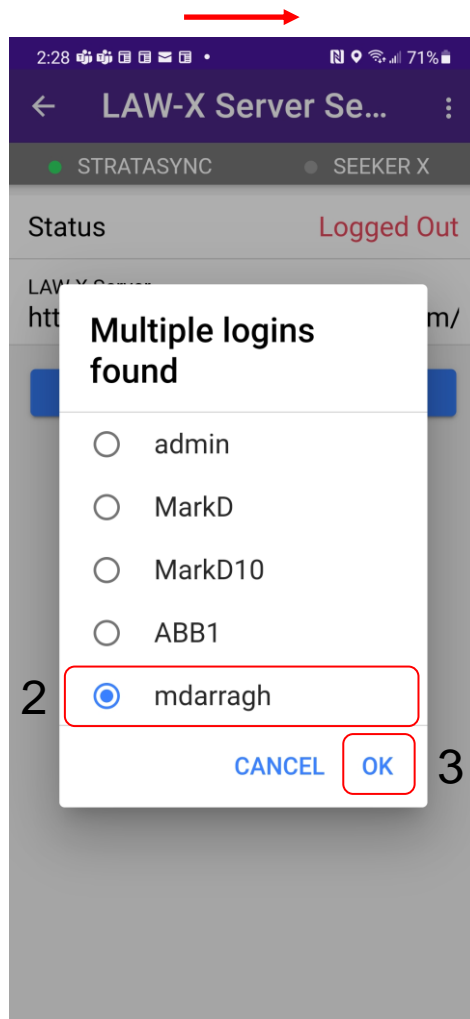 2:28 71%
LAW-X Server Se...
STRATASYNC SEEKER X
Status Logged Out
LAW-X Server
htt m/
Multiple logins
found
admin
MarkD
MarkD10
ABB1
2 mdarragh
CANCEL OK 3